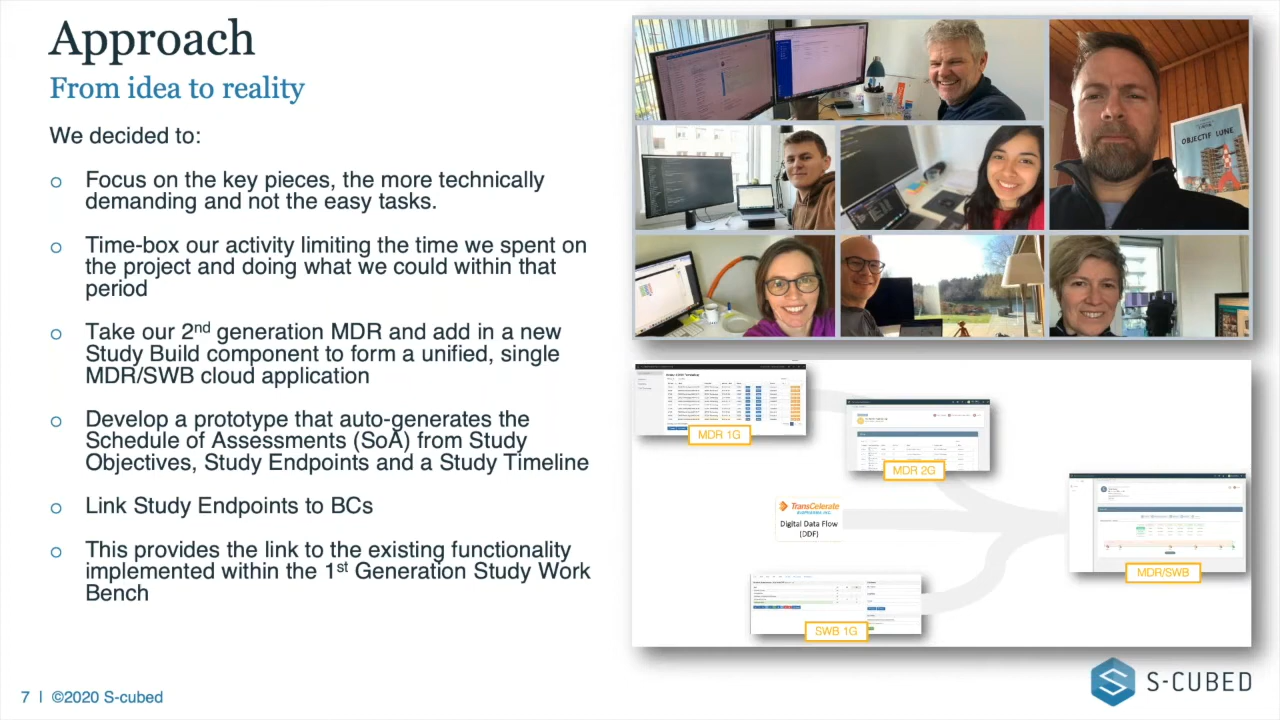 Approach
From idea to reality
We decided to:
Focus on the key pieces, the more technically
demanding and not the easy tasks.
Time-box our activity limiting the time we spent on
the project and doing what we could within that
period
Take our 2nd generation MDR and add in a new
Study Build component to form a unified, single
MDR/SWB cloud application
Develop a prototype that auto-generates the
Schedule of Assessments (SoA) from Study
Objectives, Study Endpoints and a Study Timeline
Link Study Endpoints to BCs
This provides the link to the existing functionality
implemented within the 1st Generation Study Work
Bench
OBJECTIF LUNE
MDR 1G
MDR 2G
TransCelerate
BIOPHARMA INC.
Digital Data Flow
(DDF)
MDR/SWB
SWB 1G
S-CUBED
7 | ©2020 S-cubed